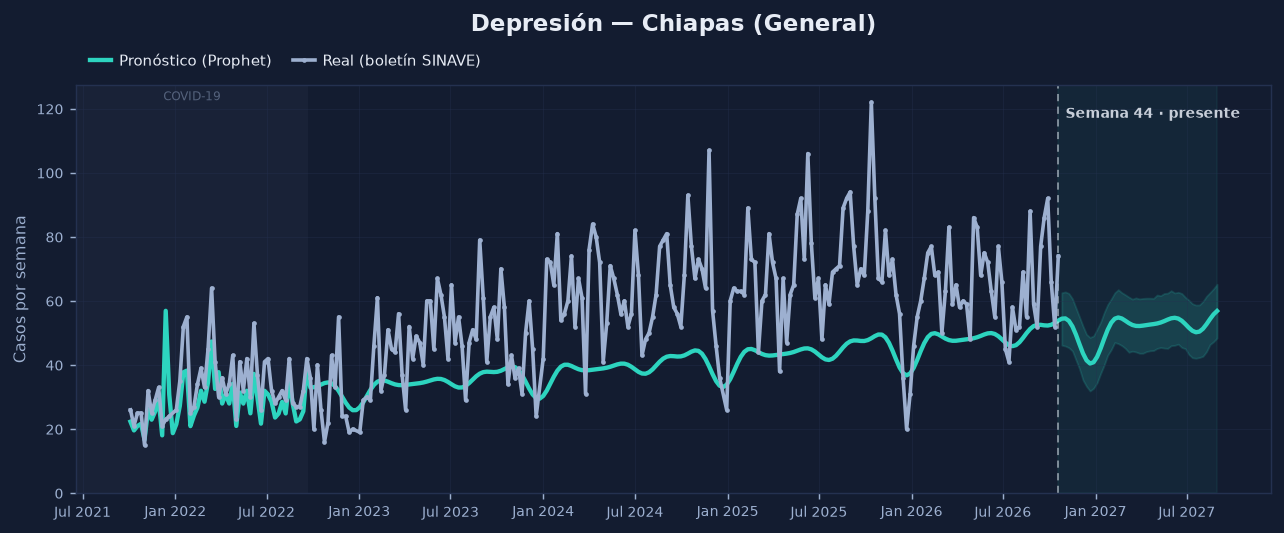 Depresión — Chiapas (General)
Pronóstico (Prophet)
Real (boletín SINAVE)
COVID-19
Semana 44 · presente
Casos por semana
120
100
80
60
40
20
0
Jul 2021
Jan 2022
Jul 2022
Jan 2023
Jul 2023
Jan 2024
Jul 2024
Jan 2025
Jul 2025
Jan 2026
Jul 2026
Jan 2027
Jul 2027